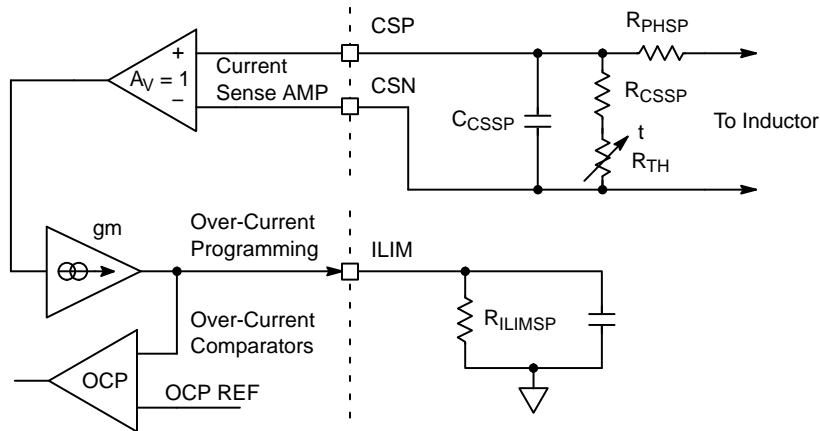 CSP
R_PHSP
+
A_V = 1
−
Current
Sense AMP
CSN
C_CSSP
R_CSSP
t
R_TH
To Inductor
gm
Over-Current
Programming
ILIM
R_ILIMSP
Over-Current
Comparators
OCP
OCP REF